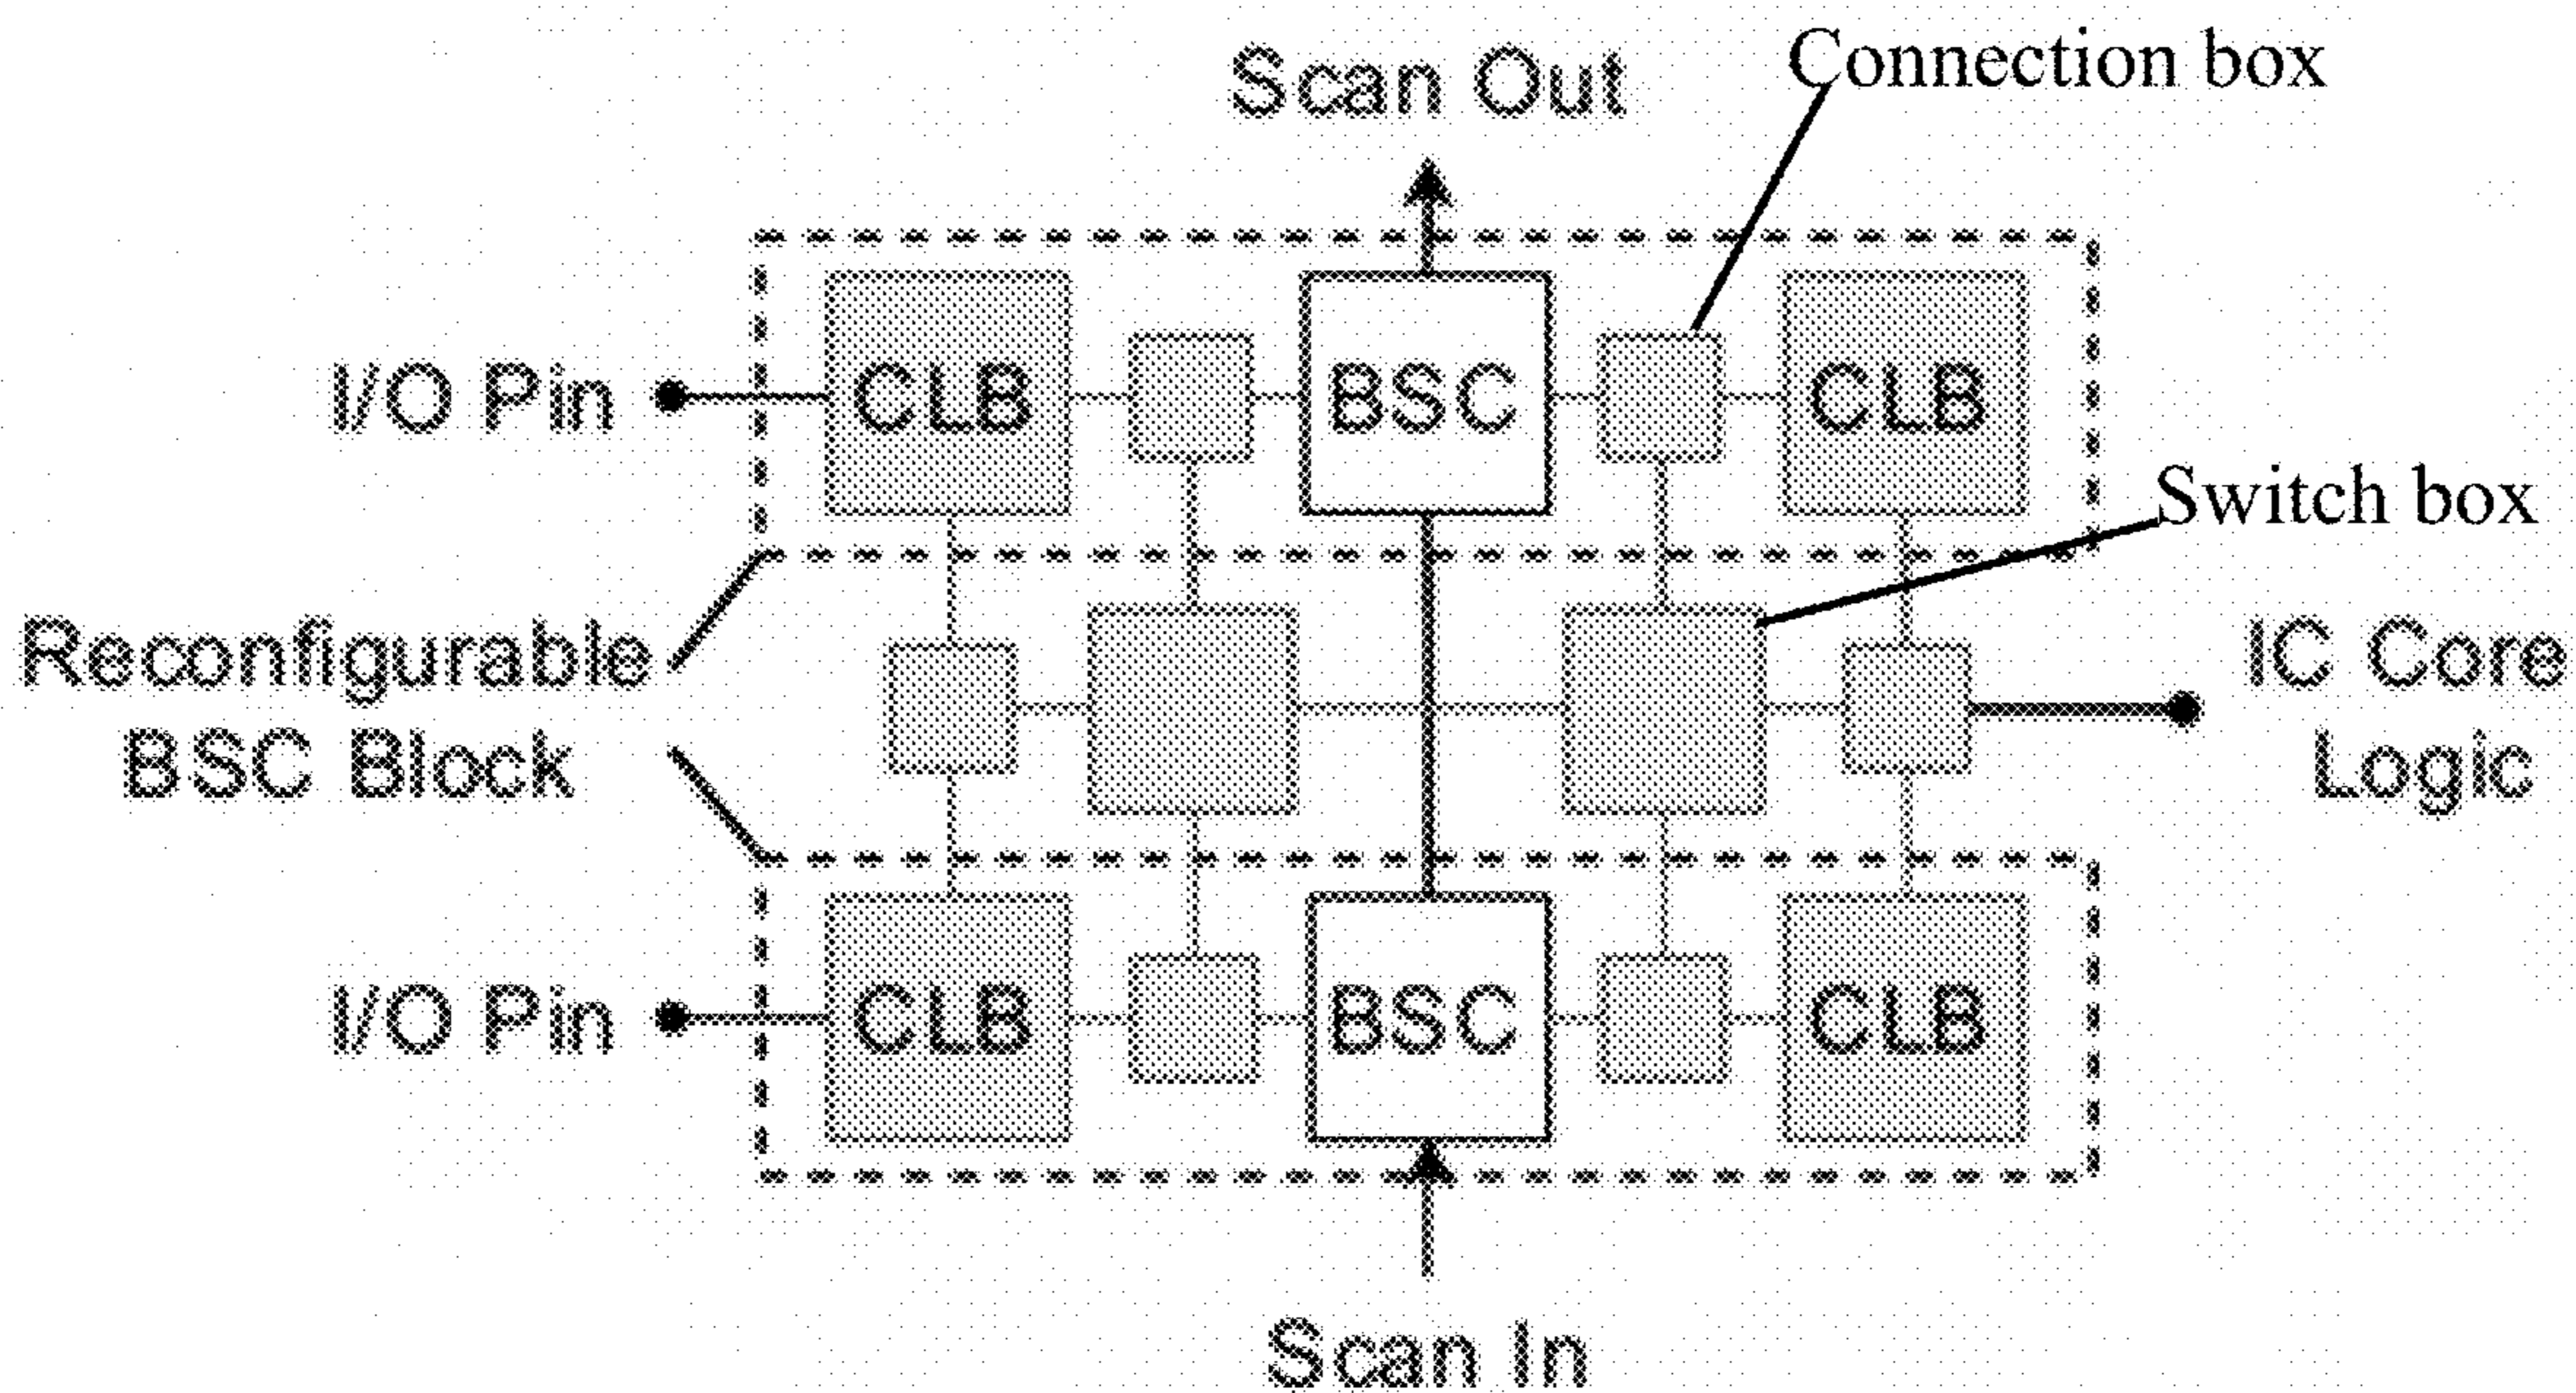 Scan Out
Connection box
I/O Pin
CLB
BSC
CLB
Switch box
Reconfigurable
BSC Block
IC Core
Logic
I/O Pin
CLB
BSC
CLB
Scan In